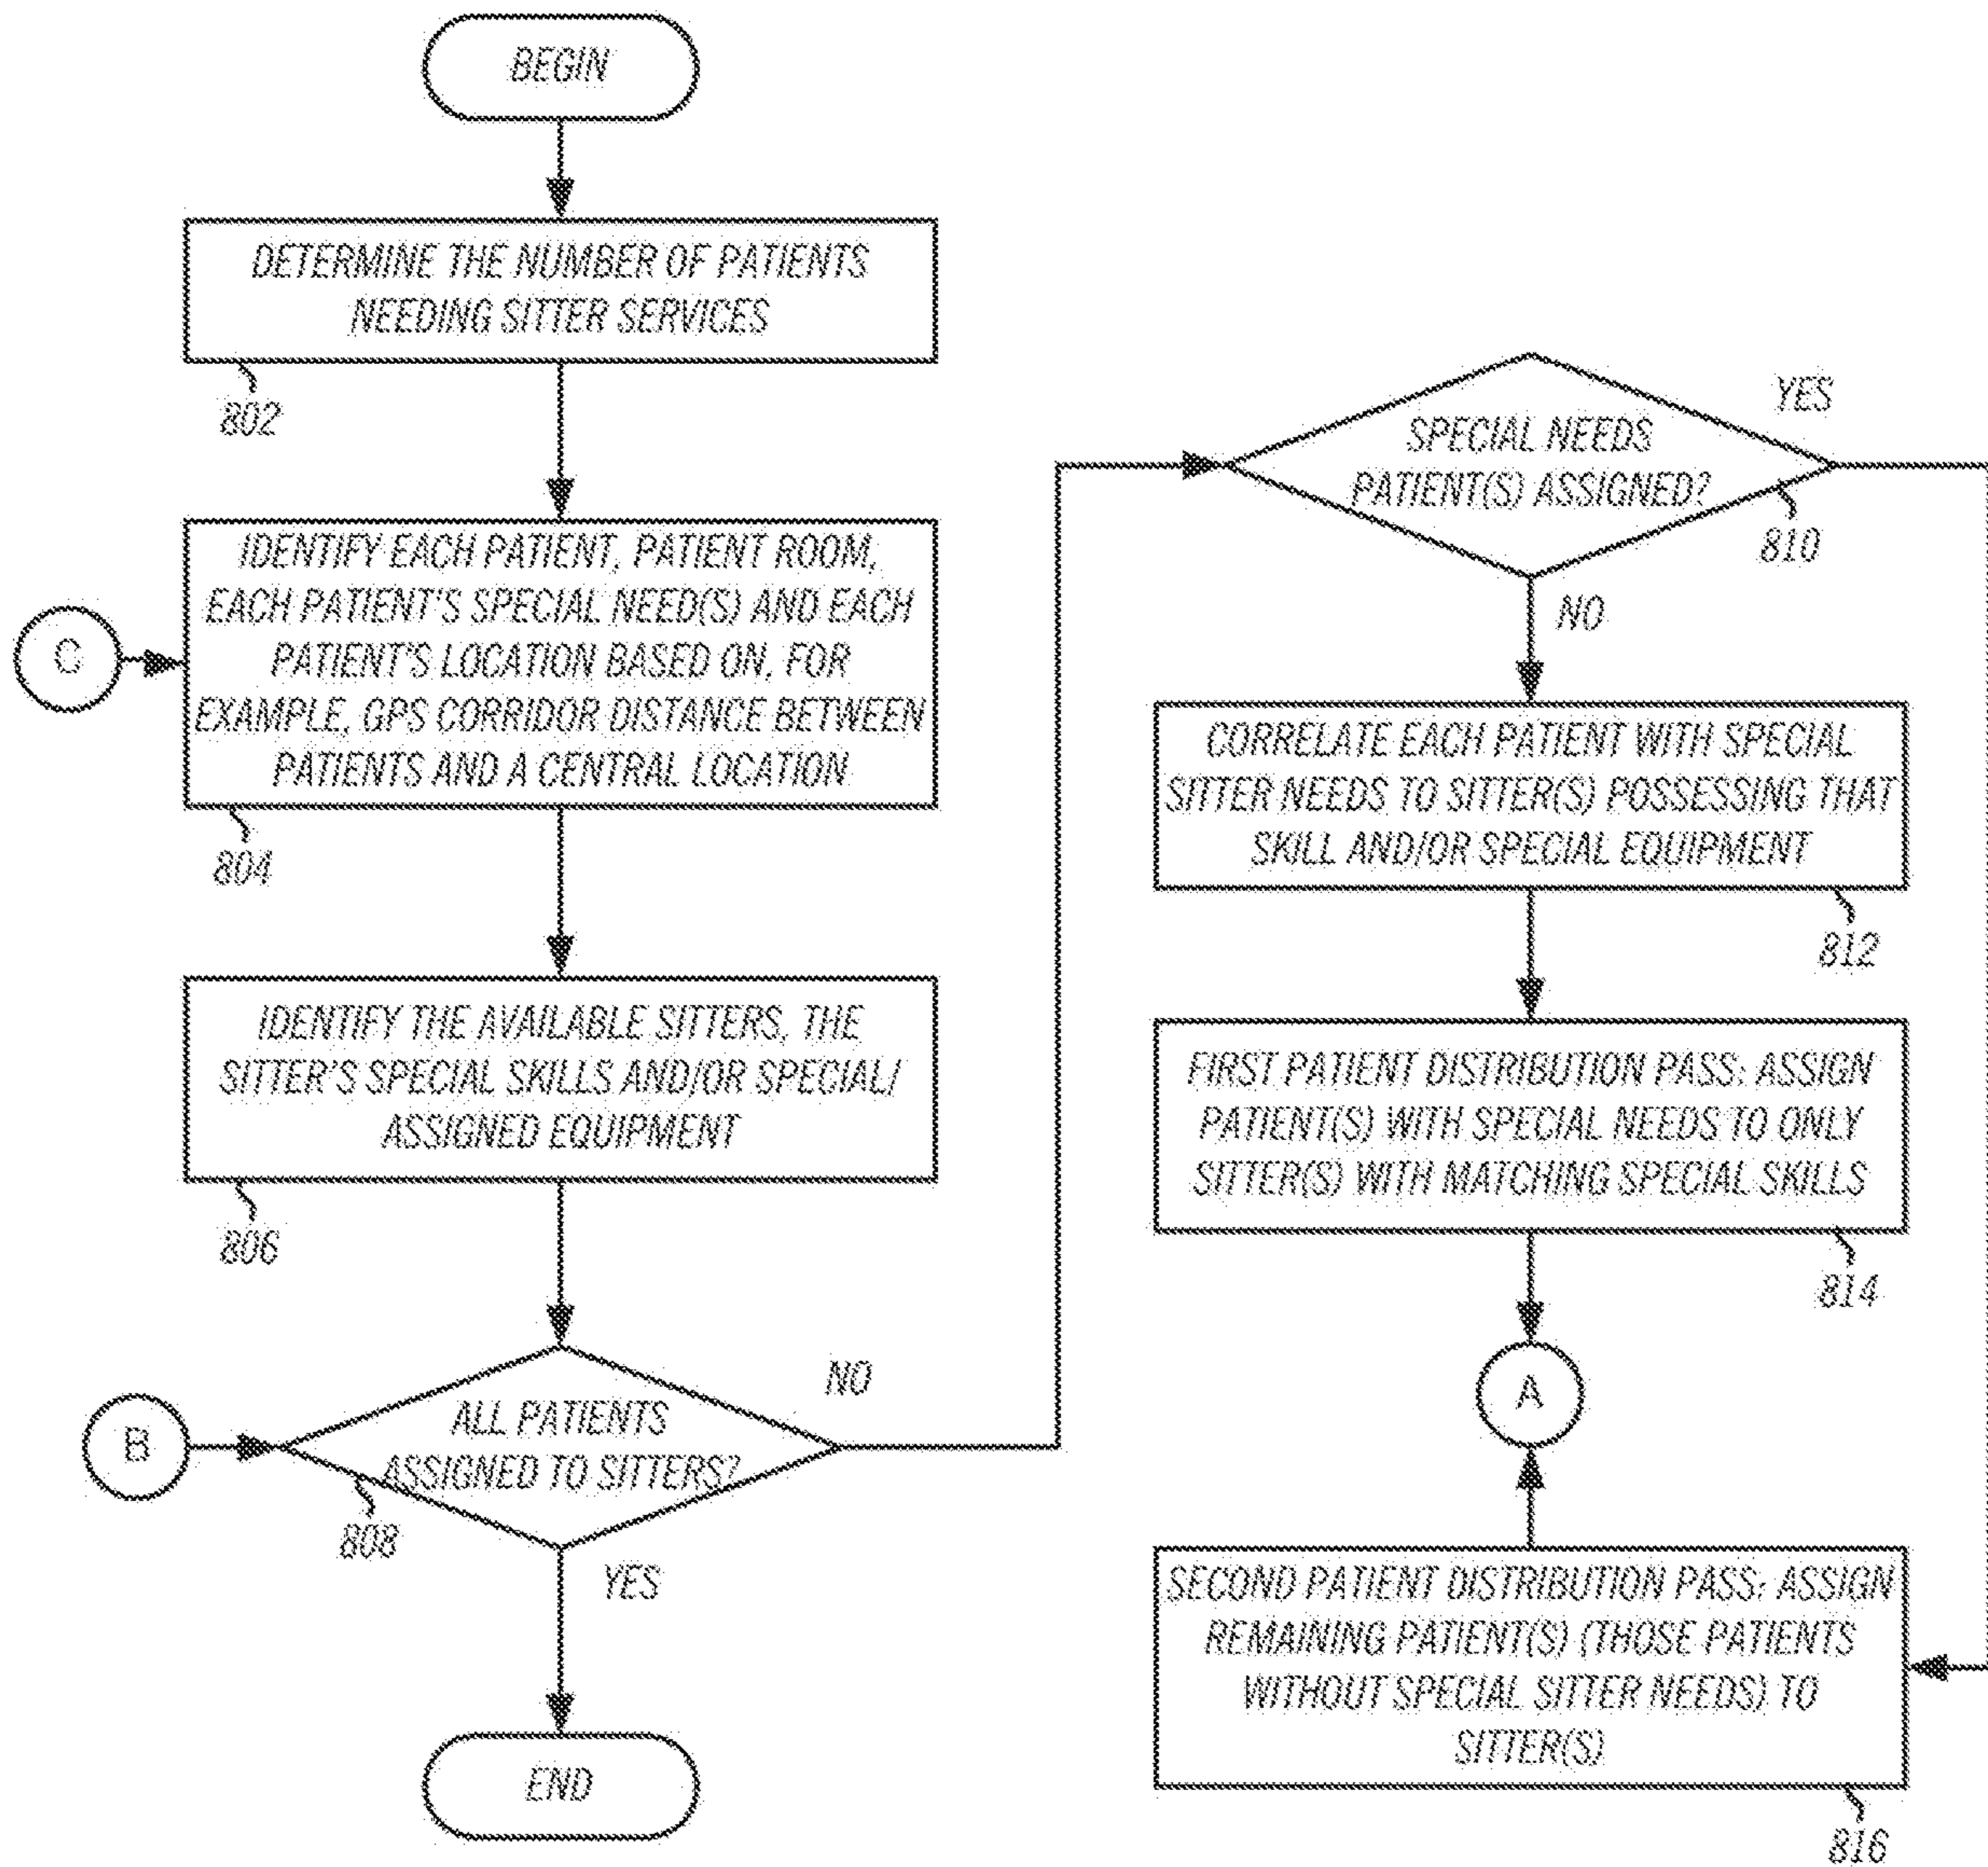 BEGIN
DETERMINE THE NUMBER OF PATIENTS
NEEDING SITTER SERVICES
802
IDENTIFY EACH PATIENT, PATIENT ROOM,
EACH PATIENT'S SPECIAL NEED(S) AND EACH
PATIENT'S LOCATION BASED ON, FOR
EXAMPLE, GPS CORRIDOR DISTANCE BETWEEN
PATIENTS AND A CENTRAL LOCATION
C
804
IDENTIFY THE AVAILABLE SITTERS, THE
SITTER'S SPECIAL SKILLS AND/OR SPECIAL/
ASSIGNED EQUIPMENT
806
NO
ALL PATIENTS
ASSIGNED TO SITTERS?
B
808
YES
END
YES
SPECIAL NEEDS
PATIENT(S) ASSIGNED?
810
NO
CORRELATE EACH PATIENT WITH SPECIAL
SITTER NEEDS TO SITTER(S) POSSESSING THAT
SKILL AND/OR SPECIAL EQUIPMENT
812
FIRST PATIENT DISTRIBUTION PASS: ASSIGN
PATIENT(S) WITH SPECIAL NEEDS TO ONLY
SITTER(S) WITH MATCHING SPECIAL SKILLS
814
A
SECOND PATIENT DISTRIBUTION PASS: ASSIGN
REMAINING PATIENT(S) (THOSE PATIENTS
WITHOUT SPECIAL SITTER NEEDS) TO
SITTER(S)
816